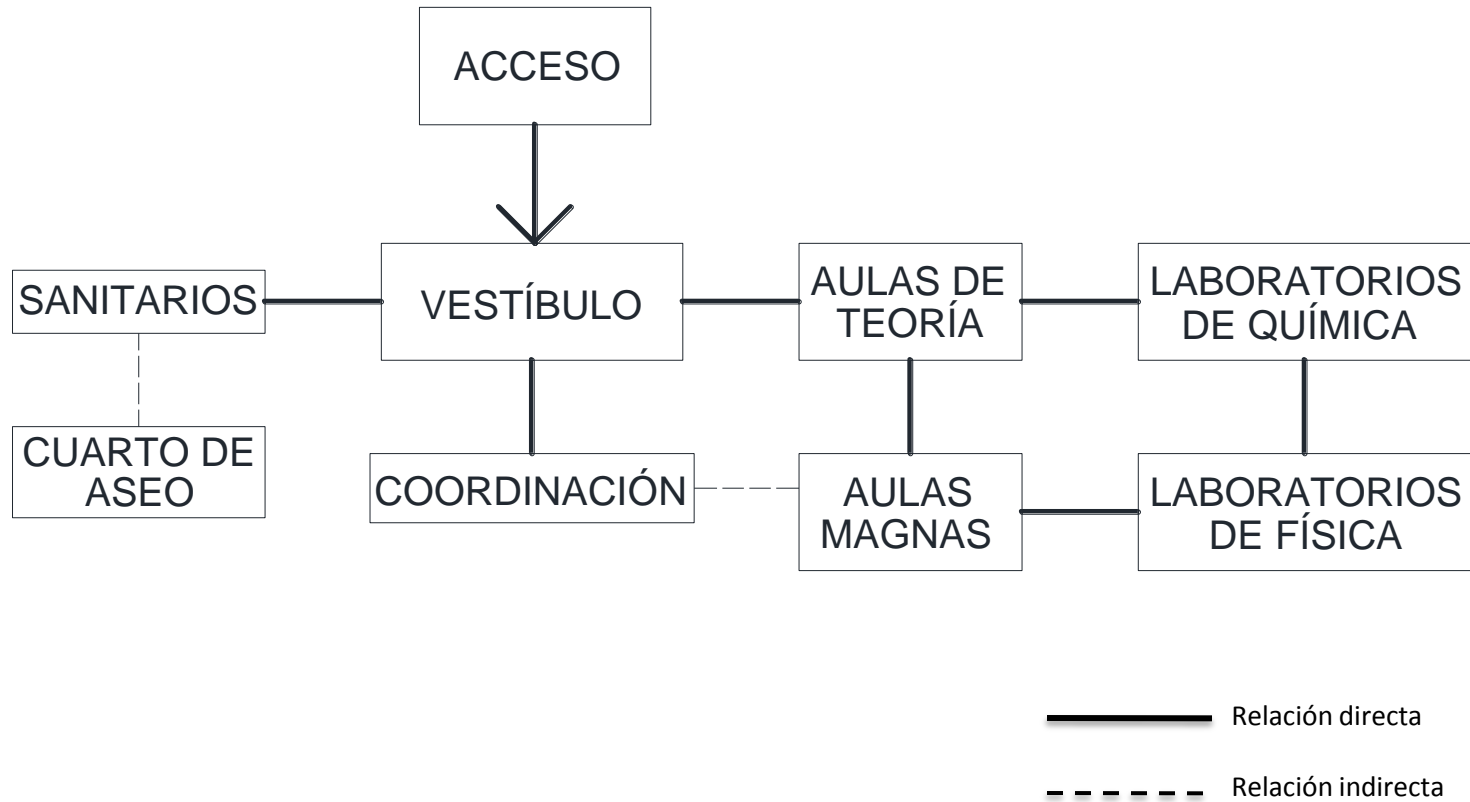 ACCESO
SANITARIOS
VESTÍBULO
AULAS DE
TEORÍA
LABORATORIOS
DE QUÍMICA
CUARTO DE
ASEO
COORDINACIÓN
AULAS
MAGNAS
LABORATORIOS
DE FÍSICA
Relación directa
Relación indirecta